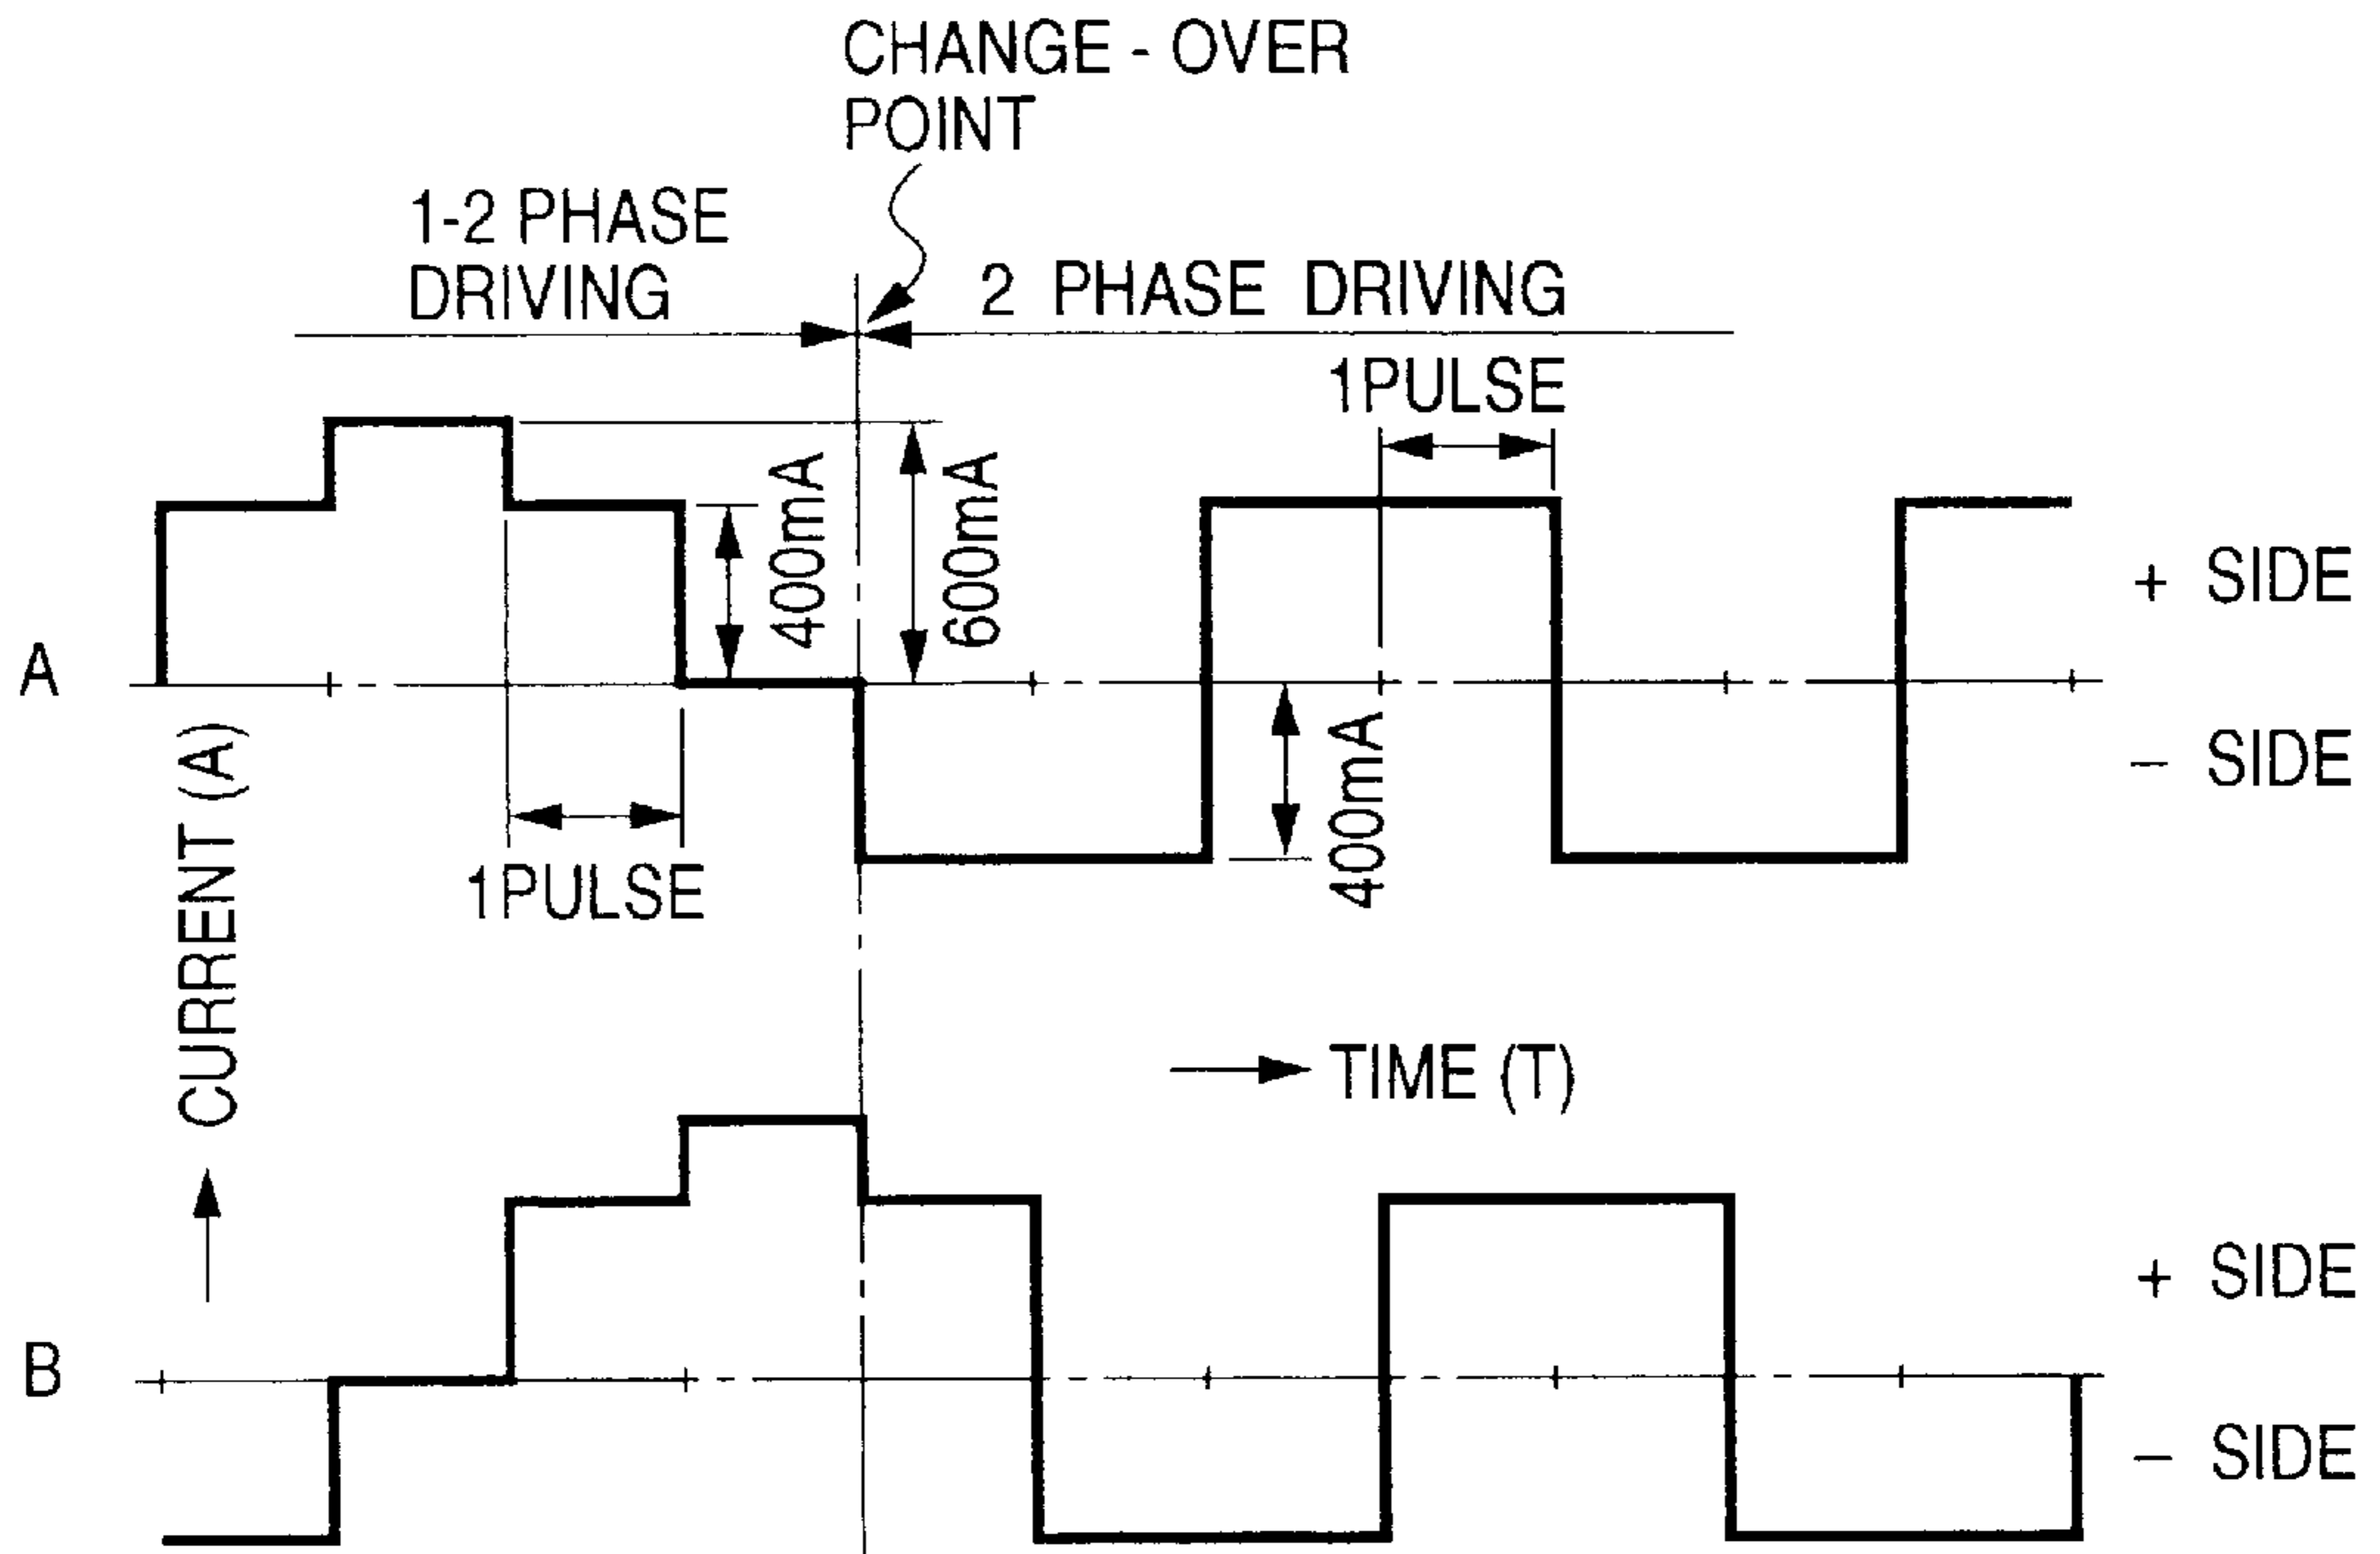 CHANGE - OVER
POINT
1-2 PHASE
DRIVING
2 PHASE DRIVING
1PULSE
400mA
600mA
+ SIDE
A
- SIDE
400mA
1PULSE
CURRENT (A)
TIME (T)
+ SIDE
B
- SIDE